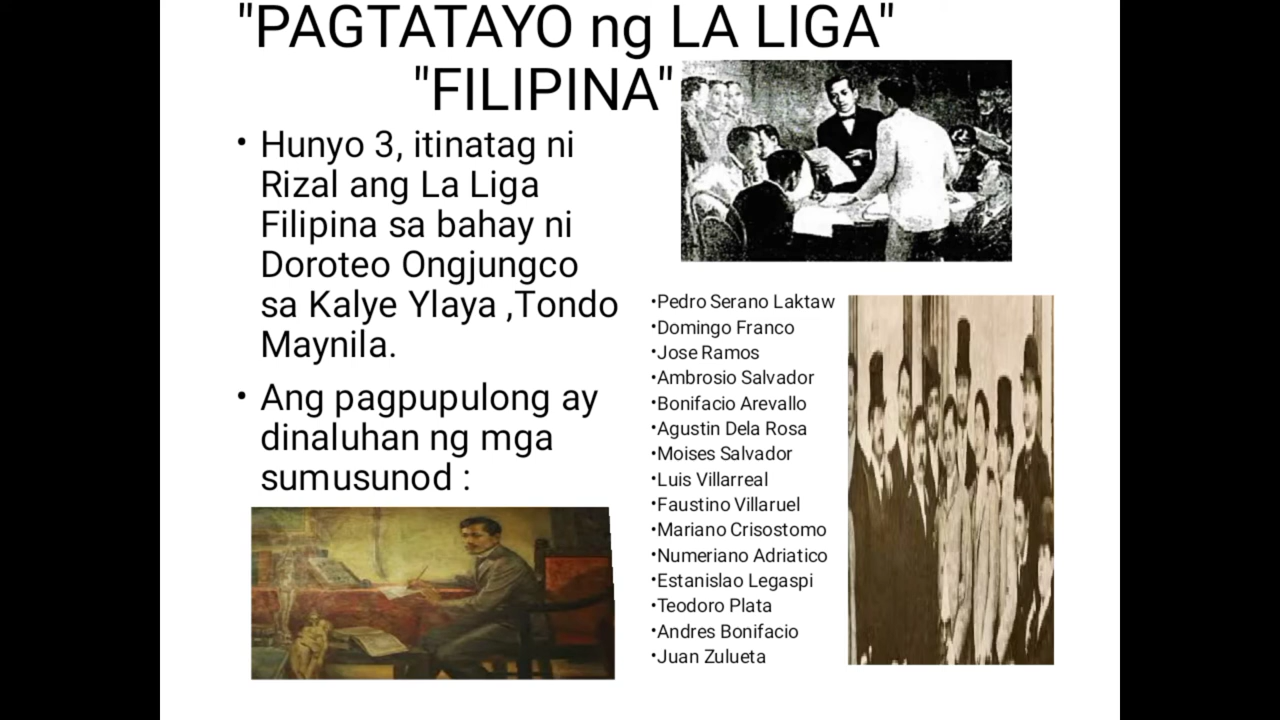 "PAGTATAYO ng LA LIGA"
"FILIPINA"
• Hunyo 3, itinatag ni
Rizal ang La Liga
Filipina sa bahay ni
Doroteo Ongjungco
sa Kalye Ylaya ,Tondo
Maynila.
• Ang pagpupulong ay
dinaluhan ng mga
sumusunod :
•Pedro Serano Laktaw
•Domingo Franco
•Jose Ramos
•Ambrosio Salvador
•Bonifacio Arevallo
•Agustin Dela Rosa
•Moises Salvador
•Luis Villarreal
•Faustino Villaruel
•Mariano Crisostomo
•Numeriano Adriatico
•Estanislao Legaspi
•Teodoro Plata
•Andres Bonifacio
•Juan Zulueta